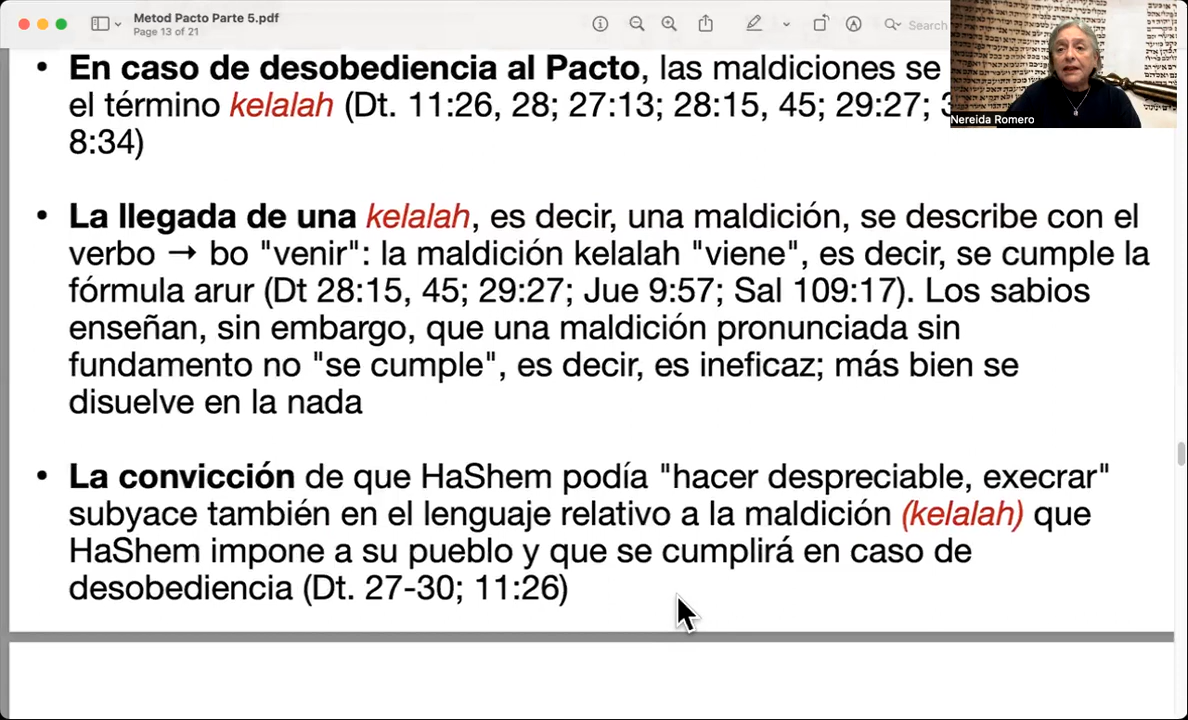 Metod Pacto Parte 5.pdf
Page 13 of 21
Search
• En caso de desobediencia al Pacto, las maldiciones se
el término kelalah (Dt. 11:26, 28; 27:13; 28:15, 45; 29:27;
8:34)
• La llegada de una kelalah, es decir, una maldición, se describe con el
verbo → bo "venir": la maldición kelalah "viene", es decir, se cumple la
fórmula arur (Dt 28:15, 45; 29:27; Jue 9:57; Sal 109:17). Los sabios
enseñan, sin embargo, que una maldición pronunciada sin
fundamento no "se cumple", es decir, es ineficaz; más bien se
disuelve en la nada
• La convicción de que HaShem podía "hacer despreciable, execrar"
subyace también en el lenguaje relativo a la maldición (kelalah) que
HaShem impone a su pueblo y que se cumplirá en caso de
desobediencia (Dt. 27-30; 11:26)
Nereida Romero